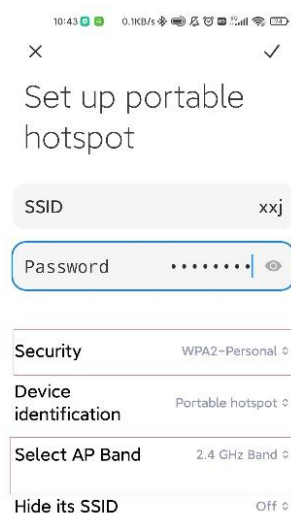 10:43 0.1KB/s
Set up portable
hotspot
SSID xxj
Password ••••••••
Security WPA2-Personal
Device
identification Portable hotspot
Select AP Band 2.4 GHz Band
Hide its SSID Off